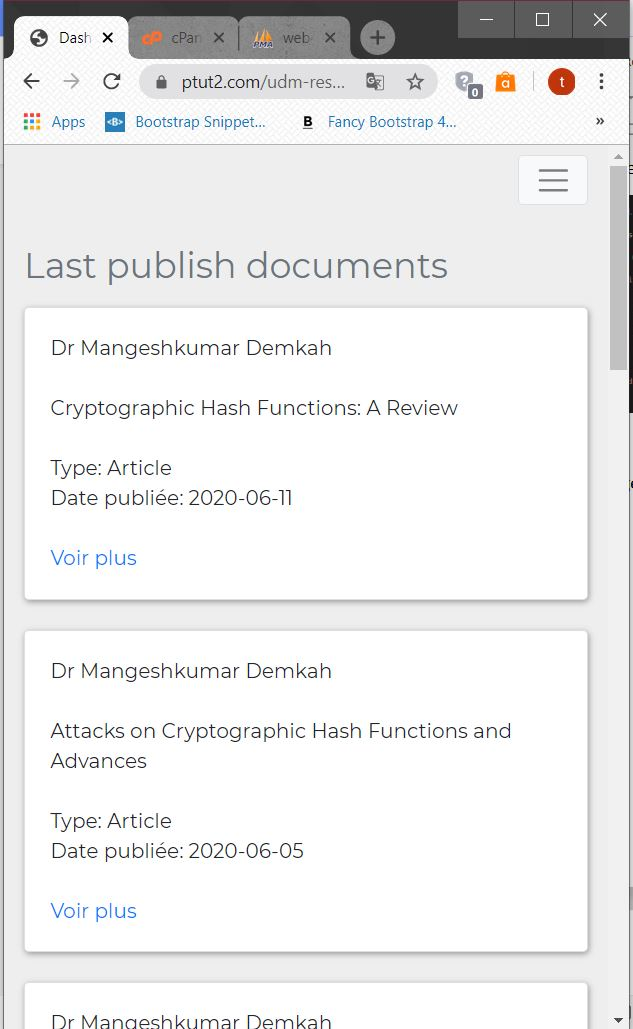 Dash
cPan
web
ptut2.com/udm-res...
0
a
t
Apps
<B>
Bootstrap Snippet...
B
Fancy Bootstrap 4...
»
Last publish documents
Dr Mangeshkumar Demkah
Cryptographic Hash Functions: A Review
Type: Article
Date publiée: 2020-06-11
Voir plus
Dr Mangeshkumar Demkah
Attacks on Cryptographic Hash Functions and
Advances
Type: Article
Date publiée: 2020-06-05
Voir plus
Dr Mangeshkumar Demkah